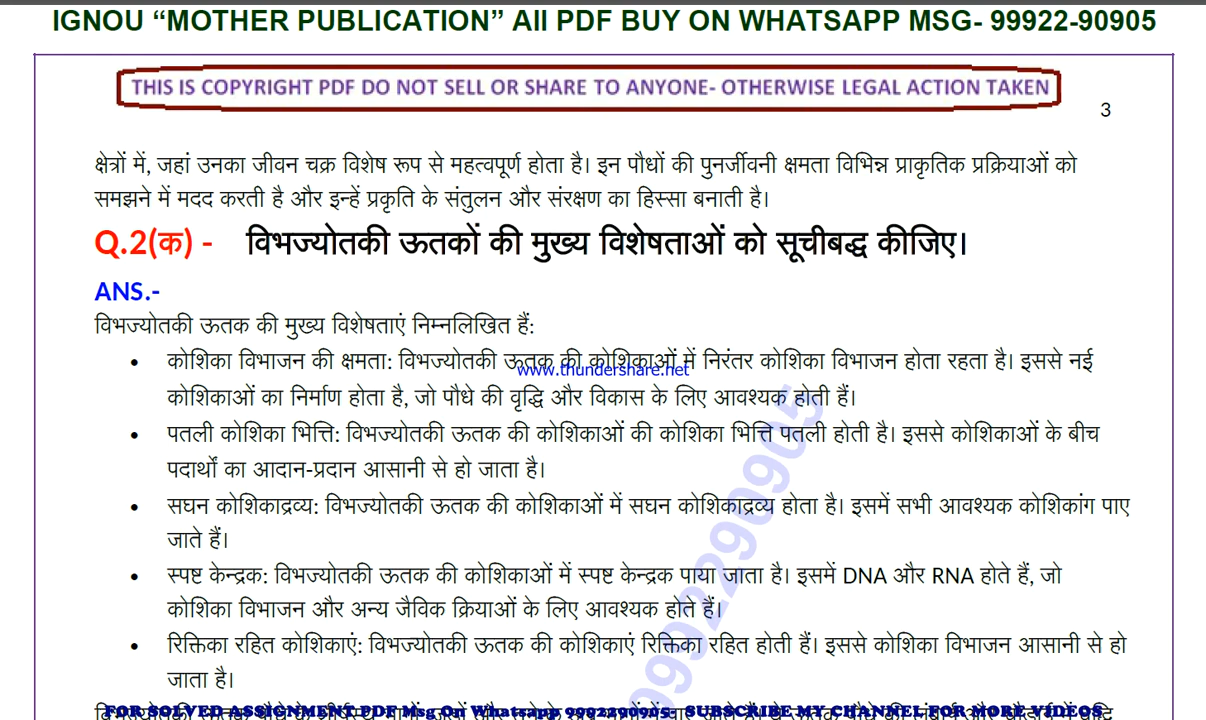 IGNOU “MOTHER PUBLICATION” All PDF BUY ON WHATSAPP MSG- 99922-90905
THIS IS COPYRIGHT PDF DO NOT SELL OR SHARE TO ANYONE- OTHERWISE LEGAL ACTION TAKEN
3
क्षेत्रों में, जहां उनका जीवन चक्र विशेष रूप से महत्वपूर्ण होता है। इन पौधों की पुनर्जीवनी क्षमता विभिन्न प्राकृतिक प्रक्रियाओं को
समझने में मदद करती है और इन्हें प्रकृति के संतुलन और संरक्षण का हिस्सा बनाती है।
Q.2(क) - विभज्योतकी ऊतकों की मुख्य विशेषताओं को सूचीबद्ध कीजिए।
ANS.-
विभज्योतकी ऊतक की मुख्य विशेषताएं निम्नलिखित हैं:
• कोशिका विभाजन की क्षमता: विभज्योतकी ऊतक की कोशिकाओं में निरंतर कोशिका विभाजन होता रहता है। इससे नई
www.thundershare.net
कोशिकाओं का निर्माण होता है, जो पौधे की वृद्धि और विकास के लिए आवश्यक होती हैं।
• पतली कोशिका भित्ति: विभज्योतकी ऊतक की कोशिकाओं की कोशिका भित्ति पतली होती है। इससे कोशिकाओं के बीच
पदार्थों का आदान-प्रदान आसानी से हो जाता है।
• सघन कोशिकाद्रव्य: विभज्योतकी ऊतक की कोशिकाओं में सघन कोशिकाद्रव्य होता है। इसमें सभी आवश्यक कोशिकांग पाए
जाते हैं।
• स्पष्ट केन्द्रक: विभज्योतकी ऊतक की कोशिकाओं में स्पष्ट केन्द्रक पाया जाता है। इसमें DNA और RNA होते हैं, जो
कोशिका विभाजन और अन्य जैविक क्रियाओं के लिए आवश्यक होते हैं।
• रिक्तिका रहित कोशिकाएं: विभज्योतकी ऊतक की कोशिकाएं रिक्तिका रहित होती हैं। इससे कोशिका विभाजन आसानी से हो
जाता है।
9992290905
FOR SOLVED ASSIGNMENT PDF Msg On Whatsapp 9992290905- SUBSCRIBE MY CHANNEL FOR MORE VIDEOS